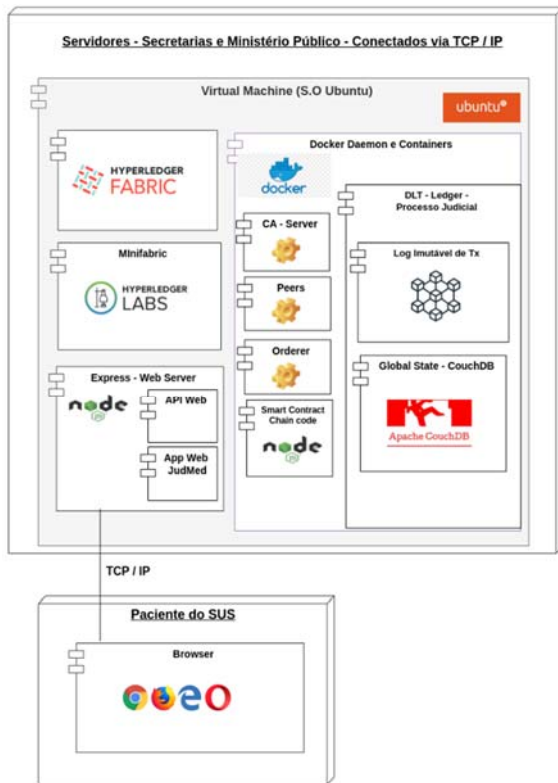 Servidores - Secretarias e Ministério Público - Conectados via TCP / IP
Virtual Machine (S.O Ubuntu)
ubuntu®
HYPERLEDGER
FABRIC
MInifabric
HYPERLEDGER
LABS
Express - Web Server
node
JS
API Web
App Web
JudMed
Docker Daemon e Containers
docker
CA - Server
Peers
Orderer
Smart Contract
Chain code
node
JS
DLT - Ledger -
Processo Judicial
Log Imutável de Tx
Global State - CouchDB
Apache CouchDB
TCP / IP
Paciente do SUS
Browser